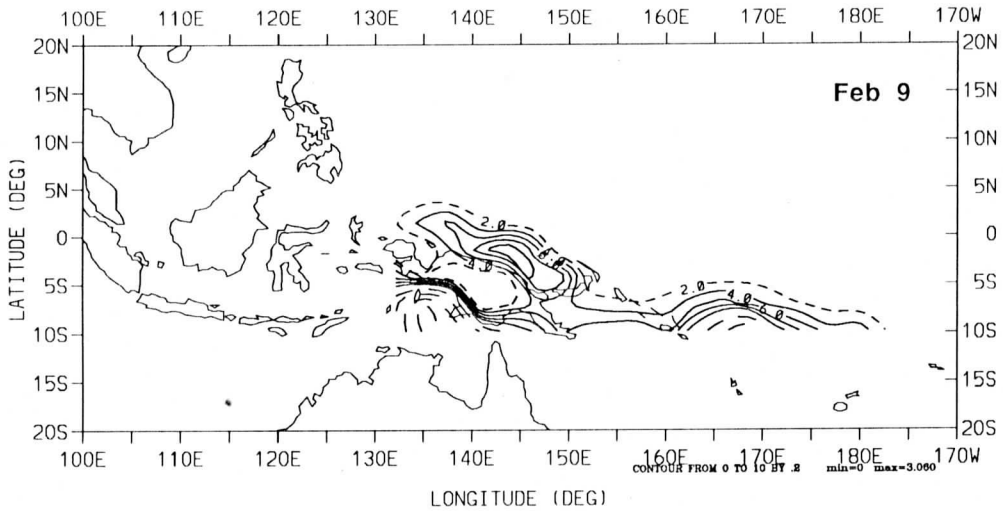 100E 110E 120E 130E 140E 150E 160E 170E 180E 170W
20N 20N
Feb 9
15N 15N
10N 10N
5N 5N
2.0
LATITUDE (DEG)
0 0
4.0
5S 2.0 5S
4.0 6.0
10S 10S
15S 15S
20S 20S
100E 110E 120E 130E 140E 150E 160E 170E 180E 170W
CONTOUR FROM 0 TO 10 BY .2 min=0 max=3.060
LONGITUDE (DEG)